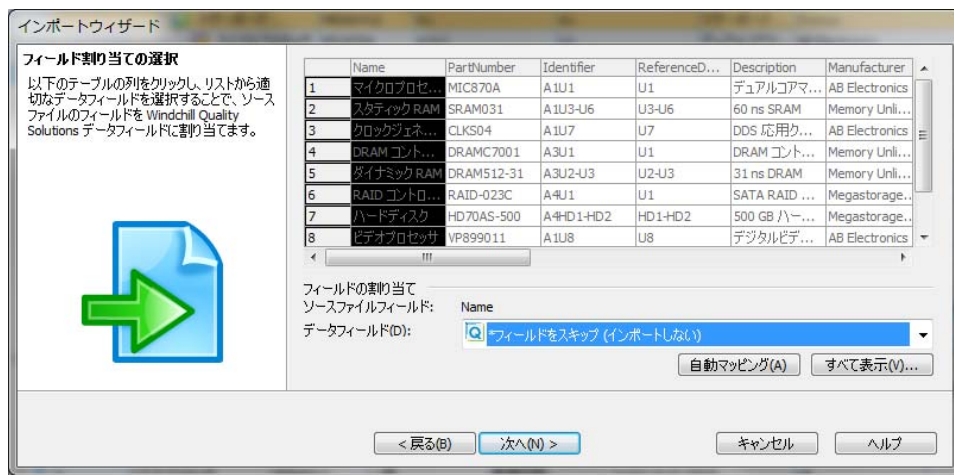 インポートウィザード
フィールド割り当ての選択
以下のテーブルの列をクリックし、リストから適
切なデータフィールドを選択することで、ソース
ファイルのフィールドを Windchill Quality
Solutions データフィールドに割り当てます。
Name PartNumber Identifier ReferenceD... Description Manufacturer
1 マイクロプロセ... MIC870A A1U1 U1 デュアルコアマ... AB Electronics
2 スタティック RAM SRAM031 A1U3-U6 U3-U6 60 ns SRAM Memory Unli...
3 クロックジェネ... CLKS04 A1U7 U7 DDS 応用ク... AB Electronics
4 DRAM コント... DRAMC7001 A3U1 U1 DRAM コント... Memory Unli...
5 ダイナミック RAM DRAM512-31 A3U2-U3 U2-U3 31 ns DRAM Memory Unli...
6 RAID コントロ... RAID-023C A4U1 U1 SATA RAID ... Megastorage...
7 ハードディスク HD70AS-500 A4HD1-HD2 HD1-HD2 500 GB ハー... Megastorage...
8 ビデオプロセッサ VP899011 A1U8 U8 デジタルビデ... AB Electronics
フィールドの割り当て
ソースファイルフィールド: Name
データフィールド(D): *フィールドをスキップ (インポートしない)
自動マッピング(A) すべて表示(V)...
< 戻る(B) 次へ(N) > キャンセル ヘルプ